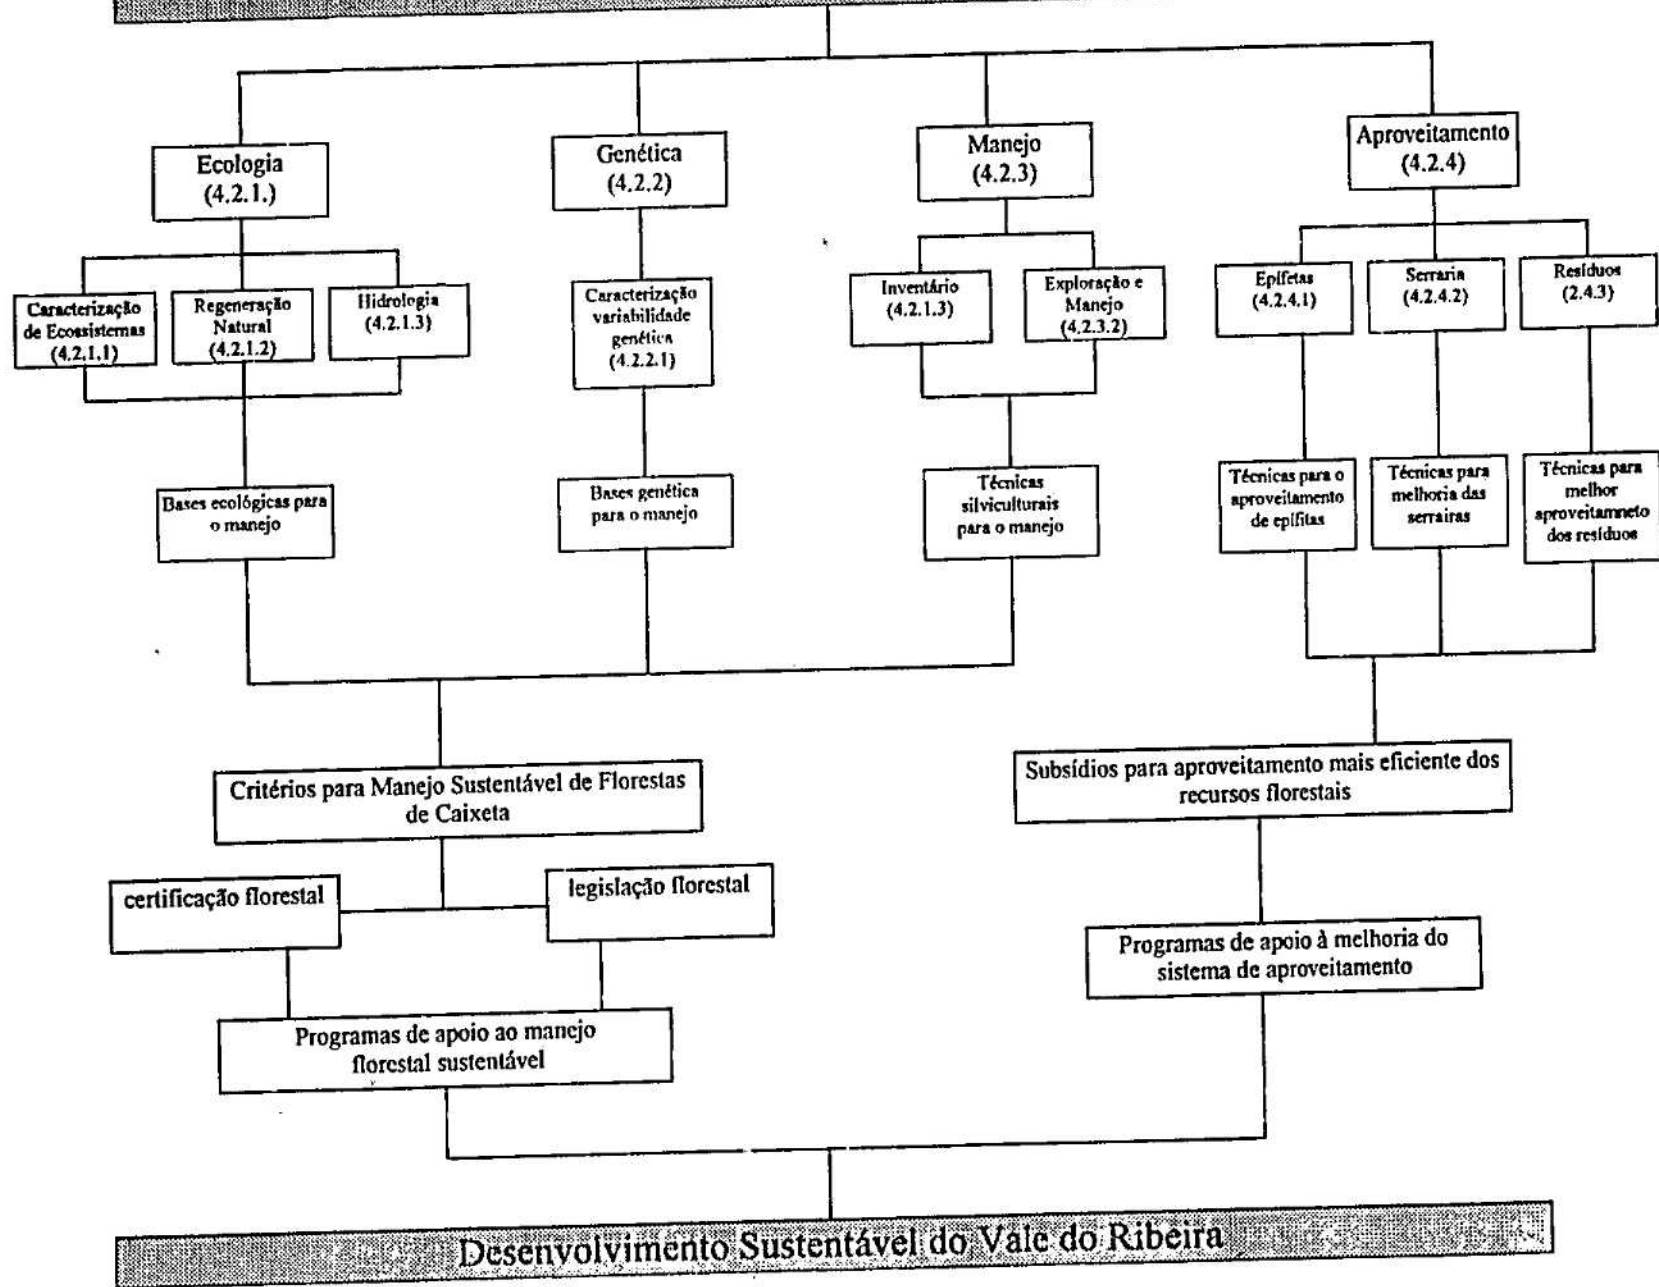 Ecologia
(4.2.1.)
Genética
(4.2.2)
Manejo
(4.2.3)
Aproveitamento
(4.2.4)
Caracterização
de Ecossistemas
(4.2.1.1)
Regeneração
Natural
(4.2.1.2)
Hidrologia
(4.2.1.3)
Caracterização
variabilidade
genética
(4.2.2.1)
Inventário
(4.2.1.3)
Exploração e
Manejo
(4.2.3.2)
Epífetas
(4.2.4.1)
Serraria
(4.2.4.2)
Resíduos
(2.4.3)
Bases ecológicas para
o manejo
Bases genética
para o manejo
Técnicas
silviculturais
para o manejo
Técnicas para o
aproveitamento
de epífitas
Técnicas para
melhoria das
serrairas
Técnicas para
melhor
aproveitamneto
dos resíduos
Critérios para Manejo Sustentável de Florestas
de Caixeta
Subsídios para aproveitamento mais eficiente dos
recursos florestais
certificação florestal
legislação florestal
Programas de apoio à melhoria do
sistema de aproveitamento
Programas de apoio ao manejo
florestal sustentável
Desenvolvimento Sustentável do Vale do Ribeira